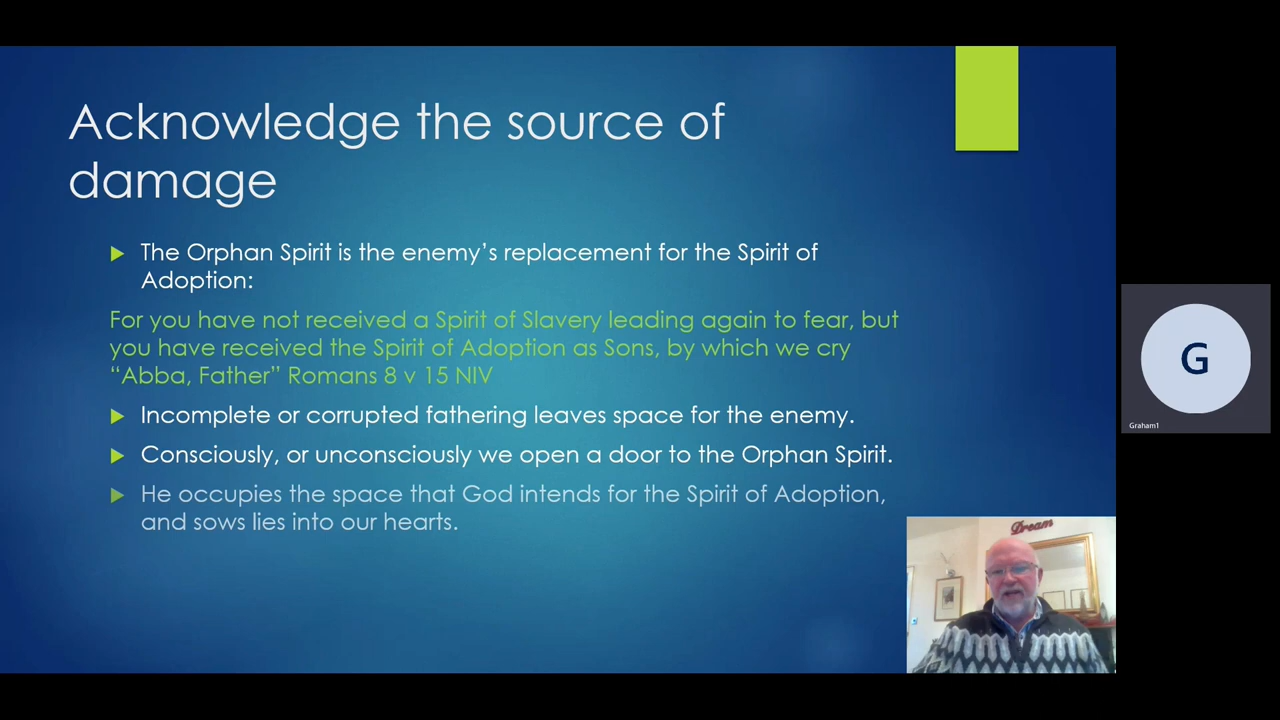 Acknowledge the source of
damage
The Orphan Spirit is the enemy’s replacement for the Spirit of
Adoption:
For you have not received a Spirit of Slavery leading again to fear, but
you have received the Spirit of Adoption as Sons, by which we cry
“Abba, Father” Romans 8 v 15 NIV
Incomplete or corrupted fathering leaves space for the enemy.
Consciously, or unconsciously we open a door to the Orphan Spirit.
He occupies the space that God intends for the Spirit of Adoption,
and sows lies into our hearts.
Dream
G
Graham1